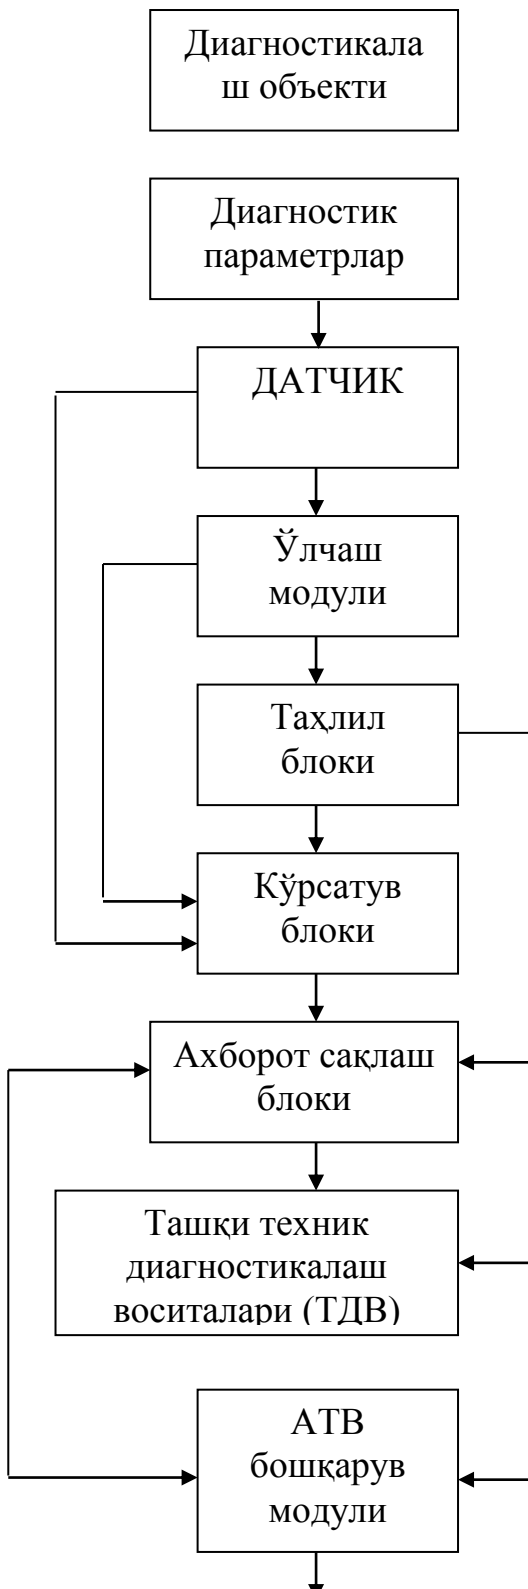 Диагностикала
ш объекти
Диагностик
параметрлар
ДАТЧИК
Ўлчаш
модули
Таҳлил
блоки
Кўрсатув
блоки
Ахборот сақлаш
блоки
Ташқи техник
диагностикалаш
воситалари (ТДВ)
АТВ
бошқарув
модули